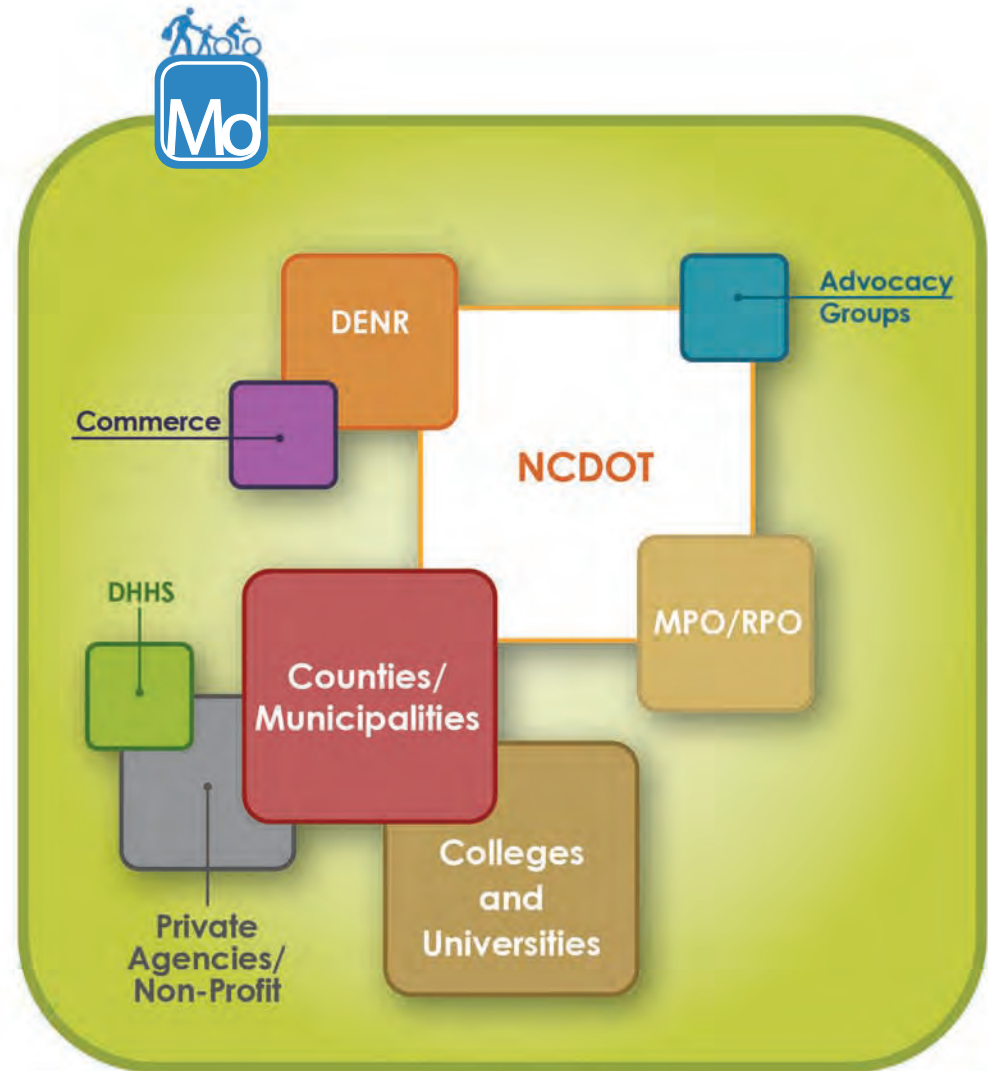 Mo
DENR
Advocacy
Groups
Commerce
NCDOT
DHHS
MPO/RPO
Counties/
Municipalities
Colleges
and
Universities
Private
Agencies/
Non-Profit